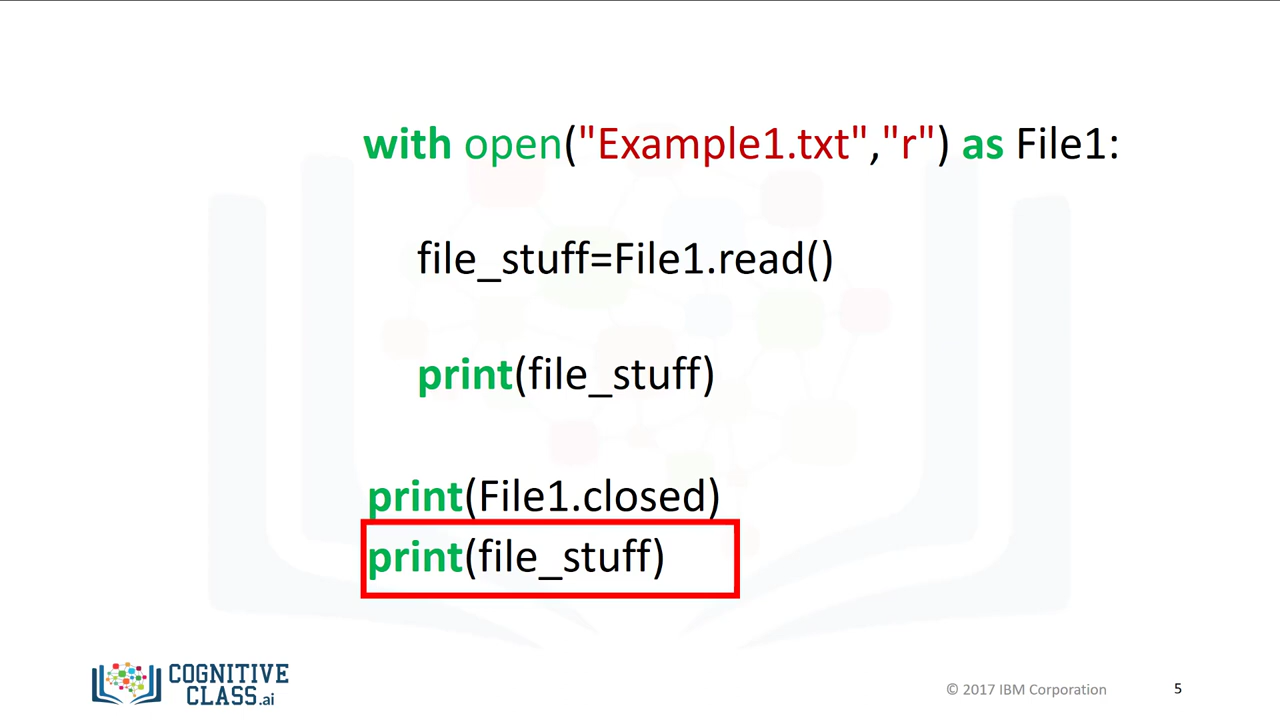 with open("Example1.txt","r") as File1:
file_stuff=File1.read()
print(file_stuff)
print(File1.closed)
print(file_stuff)
COGNITIVE
CLASS.ai
© 2017 IBM Corporation
5